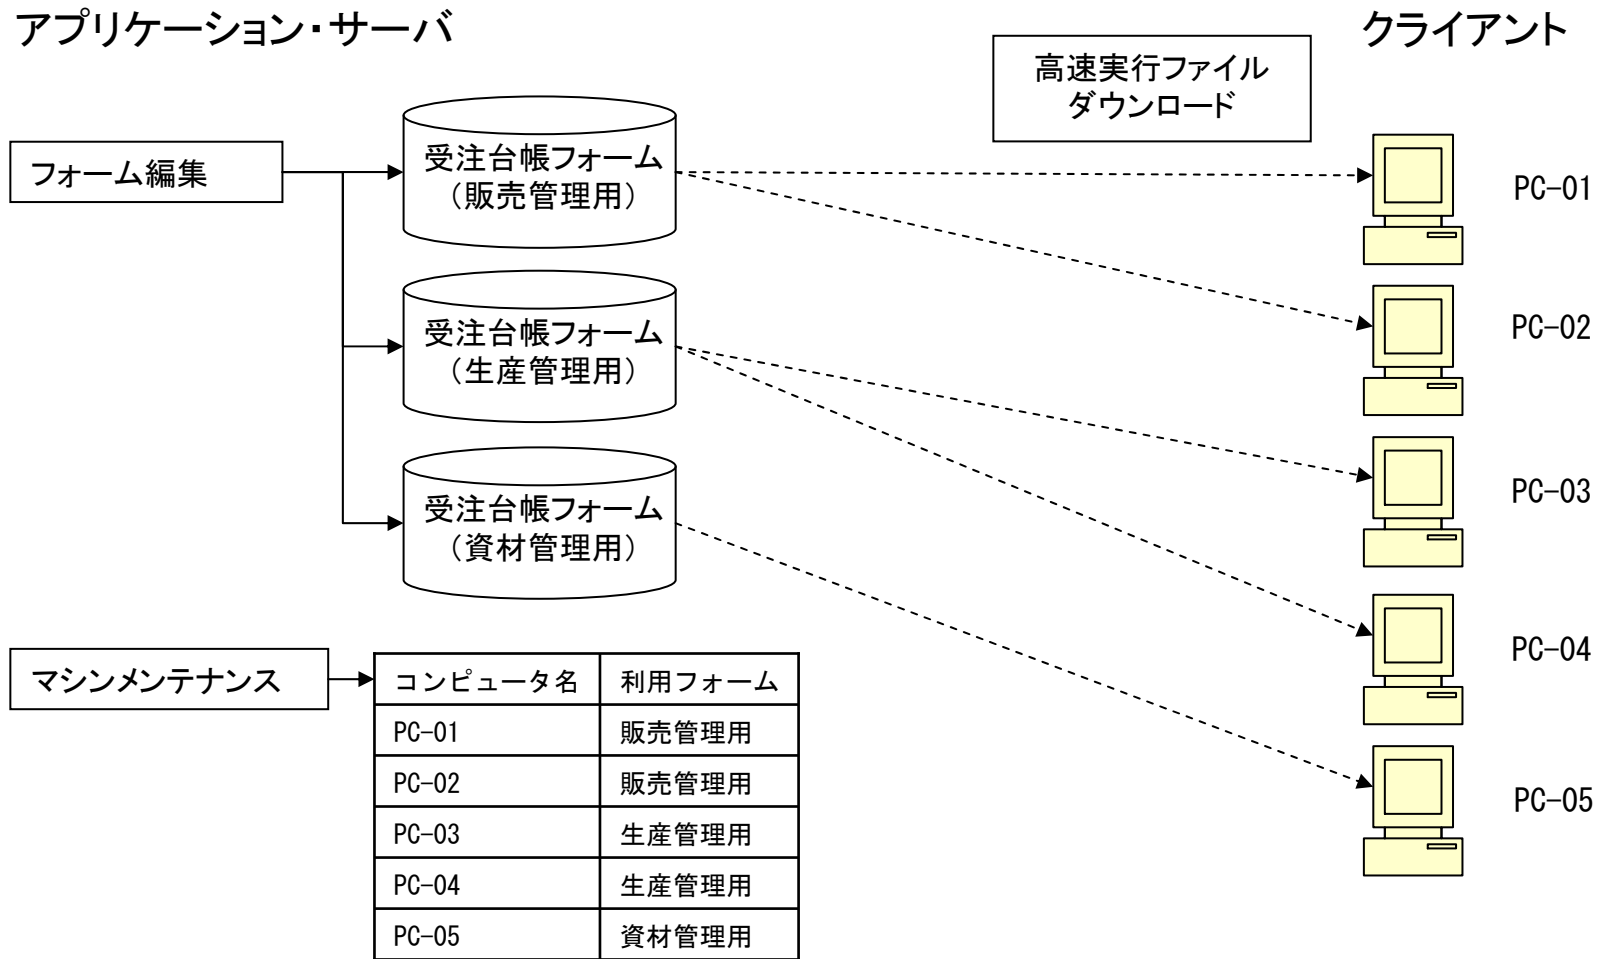 アプリケーション・サーバ
クライアント
高速実行ファイル
ダウンロード
フォーム編集
受注台帳フォーム
（販売管理用）
受注台帳フォーム
（生産管理用）
受注台帳フォーム
（資材管理用）
PC-01
PC-02
PC-03
PC-04
PC-05
マシンメンテナンス
コンピュータ名 利用フォーム
PC-01 販売管理用
PC-02 販売管理用
PC-03 生産管理用
PC-04 生産管理用
PC-05 資材管理用